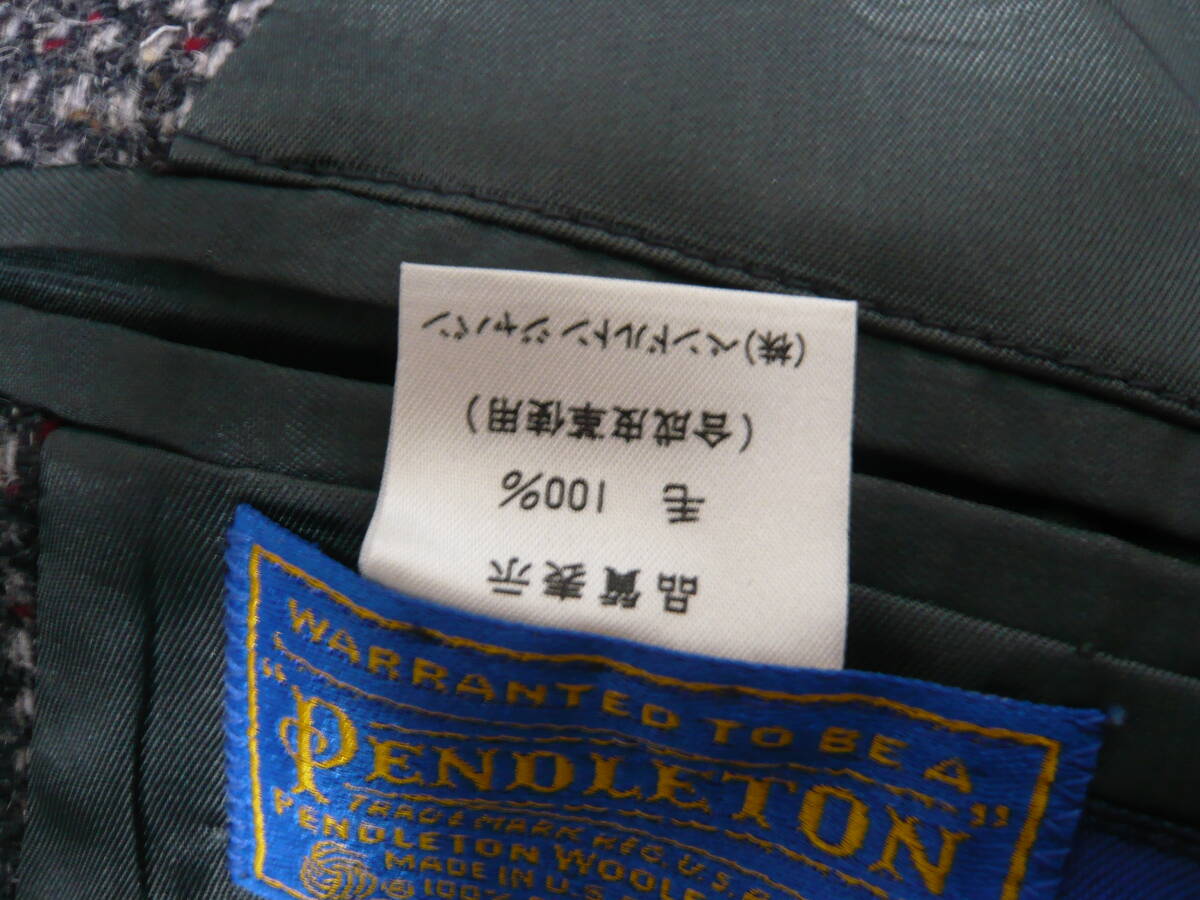 品質表示
毛 100%
(合成皮革使用)
(株)ペンドルトンジャパン
WARRANTED TO BE A
"PENDLETON"
TRADE MARK REG. U.S.
PENDLETON WOOLE
MADE IN U.S
100%